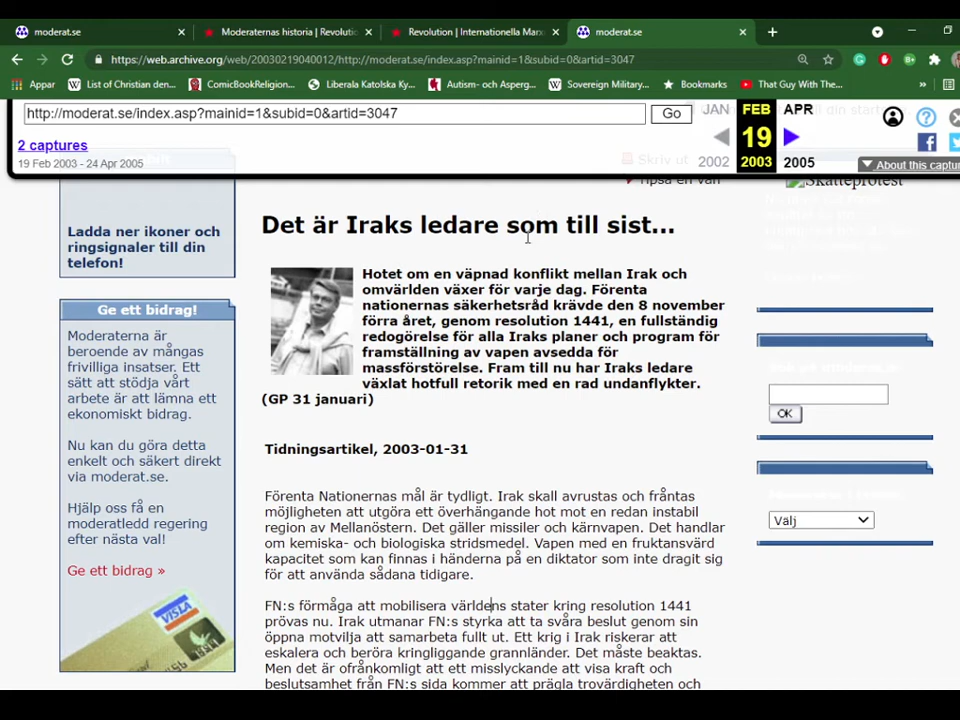 moderat.se
Moderaternas historia | Revolutio
Revolution | Internationella Marx
moderat.se
https://web.archive.org/web/20030219040012/http://moderat.se/index.asp?mainid=1&subid=0&artid=3047
Appar
List of Christian den...
ComicBookReligion...
Liberala Katolska Ky...
Autism- och Asperg...
Sovereign Military...
Bookmarks
That Guy With The...
»
http://moderat.se/index.asp?mainid=1&subid=0&artid=3047
Go
JAN
FEB
APR
19
2002
2003
2005
2 captures
19 Feb 2003 - 24 Apr 2005
About this captu
Skriv ut
Tipsa en vän
Skatteprotest
Ladda ner ikoner och
ringsignaler till din
telefon!
Ge ett bidrag!
Moderaterna är
beroende av mångas
frivilliga insatser. Ett
sätt att stödja vårt
arbete är att lämna ett
ekonomiskt bidrag.
Nu kan du göra detta
enkelt och säkert direkt
via moderat.se.
Hjälp oss få en
moderatledd regering
efter nästa val!
Ge ett bidrag »
VISA
Det är Iraks ledare som till sist...
Hotet om en väpnad konflikt mellan Irak och
omvärlden växer för varje dag. Förenta
nationernas säkerhetsråd krävde den 8 november
förra året, genom resolution 1441, en fullständig
redogörelse för alla Iraks planer och program för
framställning av vapen avsedda för
massförstörelse. Fram till nu har Iraks ledare
växlat hotfull retorik med en rad undanflykter.
(GP 31 januari)
Tidningsartikel, 2003-01-31
Förenta Nationernas mål är tydligt. Irak skall avrustas och fråntas
möjligheten att utgöra ett överhängande hot mot en redan instabil
region av Mellanöstern. Det gäller missiler och kärnvapen. Det handlar
om kemiska- och biologiska stridsmedel. Vapen med en fruktansvärd
kapacitet som kan finnas i händerna på en diktator som inte dragit sig
för att använda sådana tidigare.
FN:s förmåga att mobilisera världens stater kring resolution 1441
prövas nu. Irak utmanar FN:s styrka att ta svåra beslut genom sin
öppna motvilja att samarbeta fullt ut. Ett krig i Irak riskerar att
eskalera och beröra kringliggande grannländer. Det måste beaktas.
Men det är ofrånkomligt att ett misslyckande att visa kraft och
beslutsamhet från FN:s sida kommer att prägla trovärdigheten och
OK
Välj